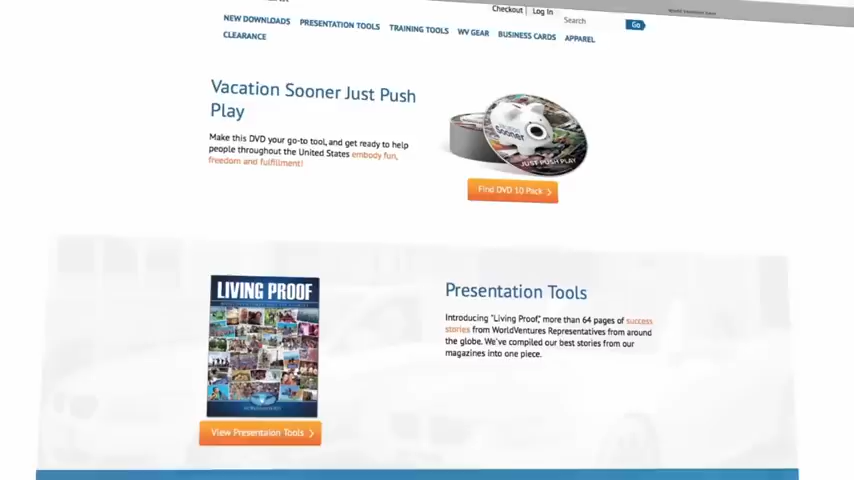 Checkout | Log In
Search
Go
NEW DOWNLOADS PRESENTATION TOOLS TRAINING TOOLS WV GEAR BUSINESS CARDS APPAREL
CLEARANCE
Vacation Sooner Just Push
Play
Make this DVD your go-to tool, and get ready to help
people throughout the United States embody fun,
freedom and fulfillment!
Sooner
JUST PUSH PLAY
Find DVD 10 Pack >
LIVING PROOF
Presentation Tools
Introducing "Living Proof," more than 64 pages of success
stories from WorldVentures Representatives from around
the globe. We've compiled our best stories from our
magazines into one piece.
View Presentaion Tools >